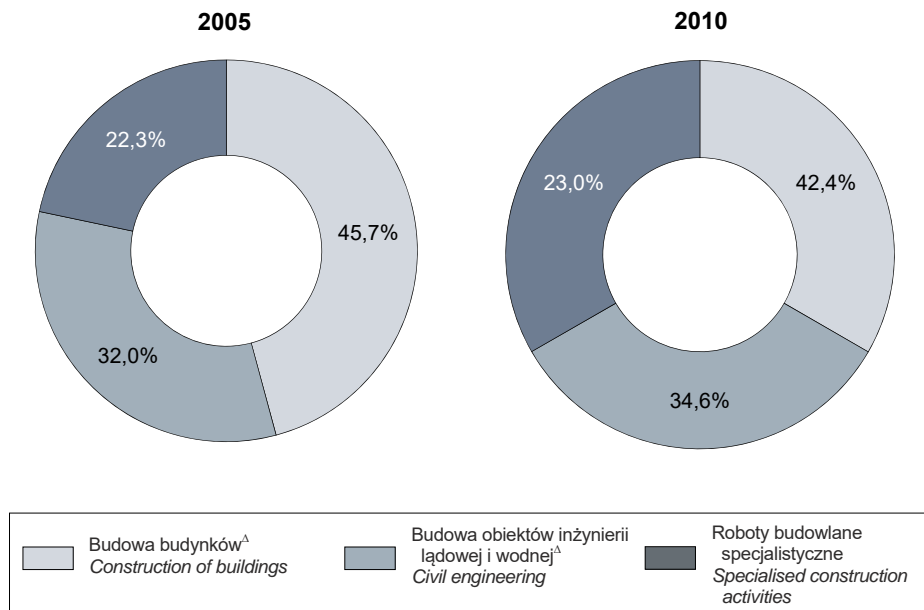 2005
2010
22,3%
45,7%
32,0%
23,0%
42,4%
34,6%
Budowa budynków^Δ
Construction of buildings
Budowa obiektów inżynierii
lądowej i wodnej^Δ
Civil engineering
Roboty budowlane
specjalistyczne
Specialised construction
activities